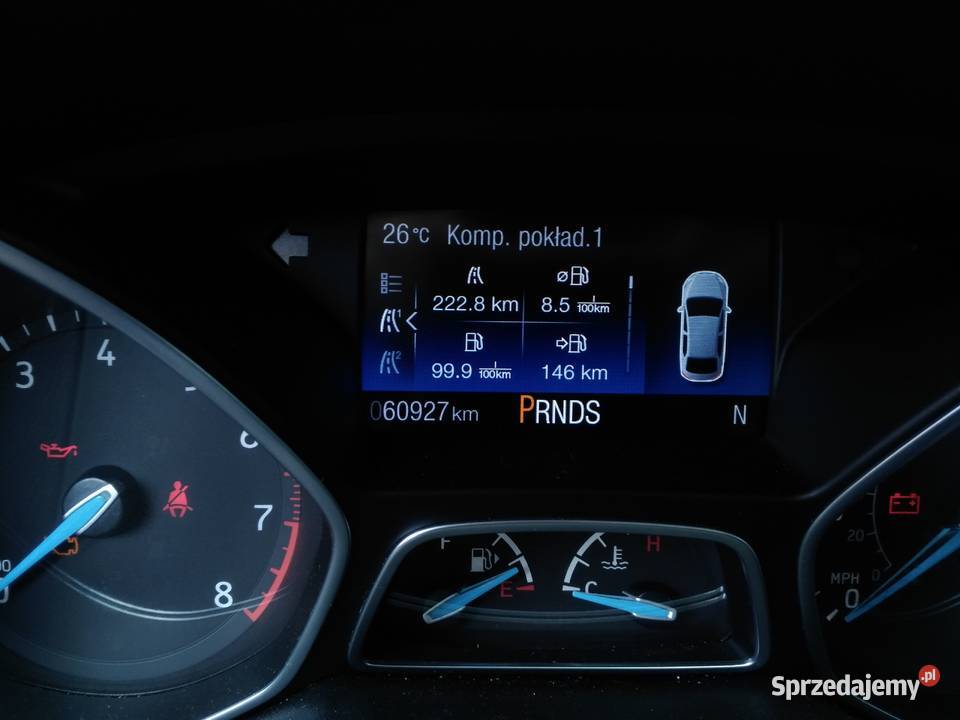 26°C Komp. pokład.1
222.8 km 8.5 l/100km
99.9 l/100km 146 km
060927 km PRNDS N
3
4
6
7
8
F
E
H
C
20
MPH 0
0
Sprzedajemy.pl